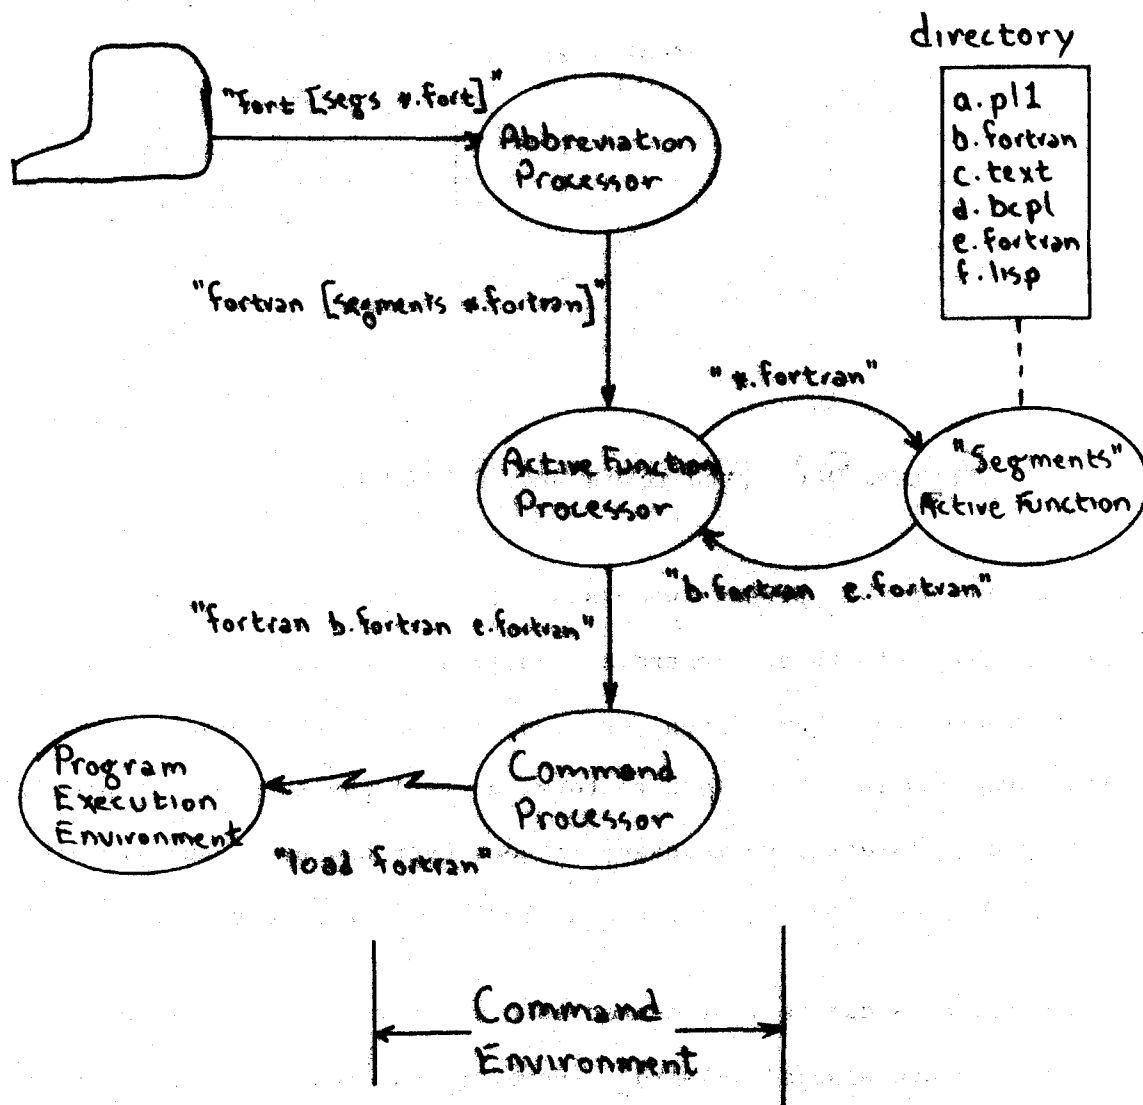 directory
a.pl1
b.fortran
c.text
d.bcpl
e.fortran
f.lisp
"fort [segs *.fort]"
Abbreviation
Processor
"fortran [segments *.fortran]"
"*.fortran"
Active Function
Processor
"Segments"
Active Function
"b.fortran e.fortran"
"fortran b.fortran e.fortran"
Command
Processor
Program
Execution
Environment
"load fortran"
Command
Environment